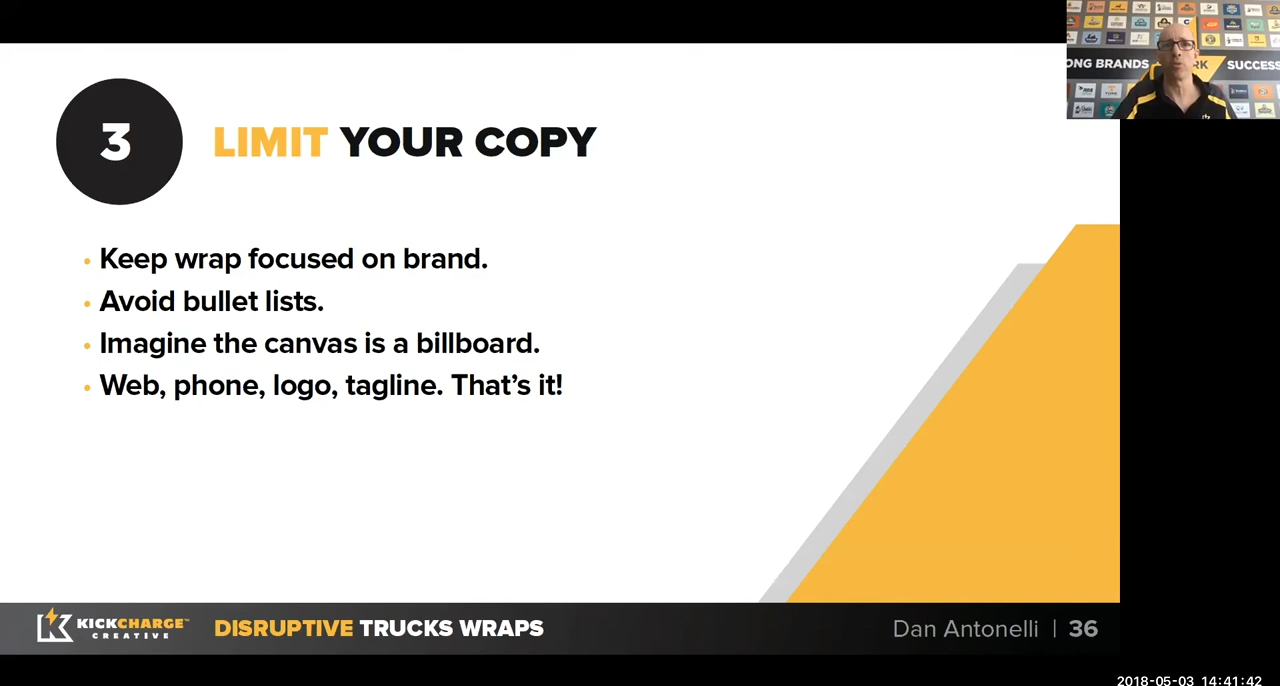 ONG BRANDS
RK
SUCCESS
3
LIMIT YOUR COPY
• Keep wrap focused on brand.
• Avoid bullet lists.
• Imagine the canvas is a billboard.
• Web, phone, logo, tagline. That's it!
KICKCHARGE™
CREATIVE
DISRUPTIVE TRUCKS WRAPS
Dan Antonelli | 36
2018-05-03 14:41:42